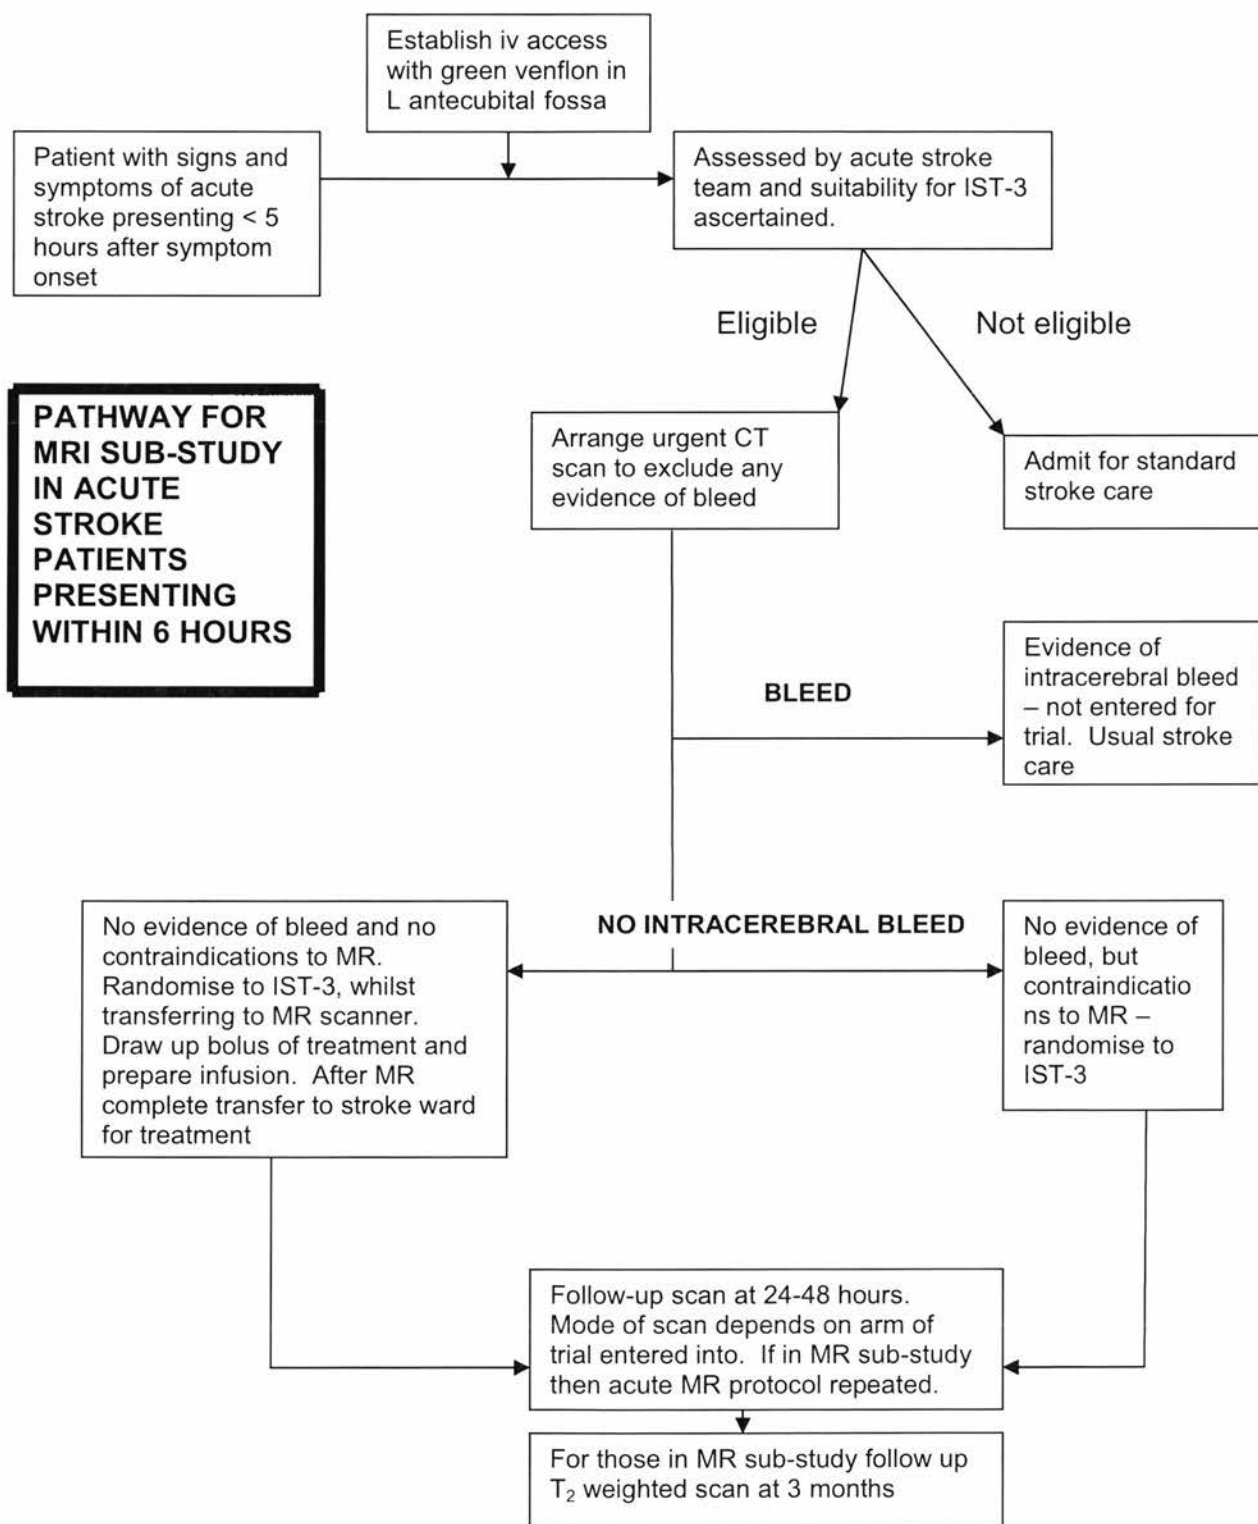 Establish iv access
with green venflon in
L antecubital fossa
Patient with signs and
symptoms of acute
stroke presenting < 5
hours after symptom
onset
Assessed by acute stroke
team and suitability for IST-3
ascertained.
Eligible
Not eligible
PATHWAY FOR
MRI SUB-STUDY
IN ACUTE
STROKE
PATIENTS
PRESENTING
WITHIN 6 HOURS
Arrange urgent CT
scan to exclude any
evidence of bleed
Admit for standard
stroke care
BLEED
Evidence of
intracerebral bleed
– not entered for
trial. Usual stroke
care
NO INTRACEREBRAL BLEED
No evidence of bleed and no
contraindications to MR.
Randomise to IST-3, whilst
transferring to MR scanner.
Draw up bolus of treatment and
prepare infusion. After MR
complete transfer to stroke ward
for treatment
No evidence of
bleed, but
contraindicatio
ns to MR –
randomise to
IST-3
Follow-up scan at 24-48 hours.
Mode of scan depends on arm of
trial entered into. If in MR sub-study
then acute MR protocol repeated.
For those in MR sub-study follow up
T₂ weighted scan at 3 months